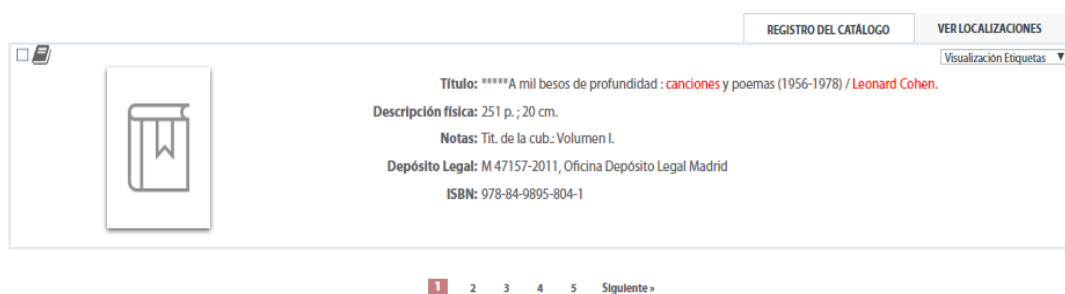 REGISTRO DEL CATÁLOGO VER LOCALIZACIONES
Visualización Etiquetas ▼
Título: *****A mil besos de profundidad : canciones y poemas (1956-1978) / Leonard Cohen.
Descripción física: 251 p. ; 20 cm.
Notas: Tit. de la cub.: Volumen I.
Depósito Legal: M 47157-2011, Oficina Depósito Legal Madrid
ISBN: 978-84-9895-804-1
1 2 3 4 5 Siguiente »